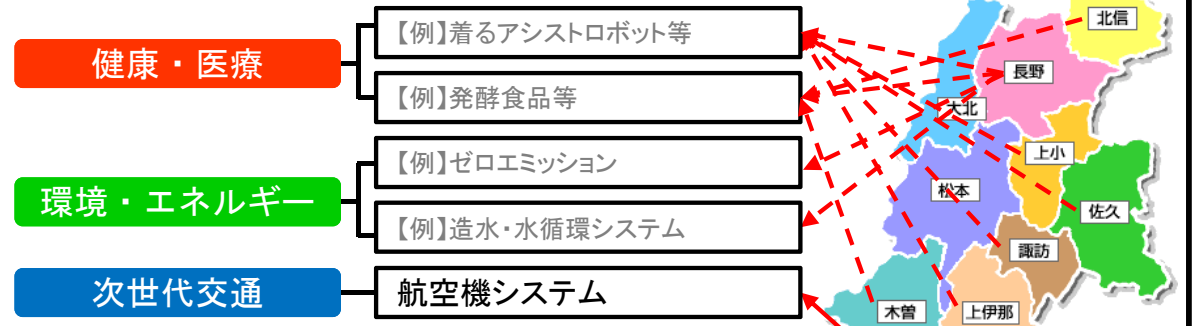 健康・医療
【例】着るアシストロボット等
【例】発酵食品等
環境・エネルギー
【例】ゼロエミッション
【例】造水・水循環システム
次世代交通
航空機システム
北信
長野
大北
上小
松本
佐久
諏訪
木曽
上伊那